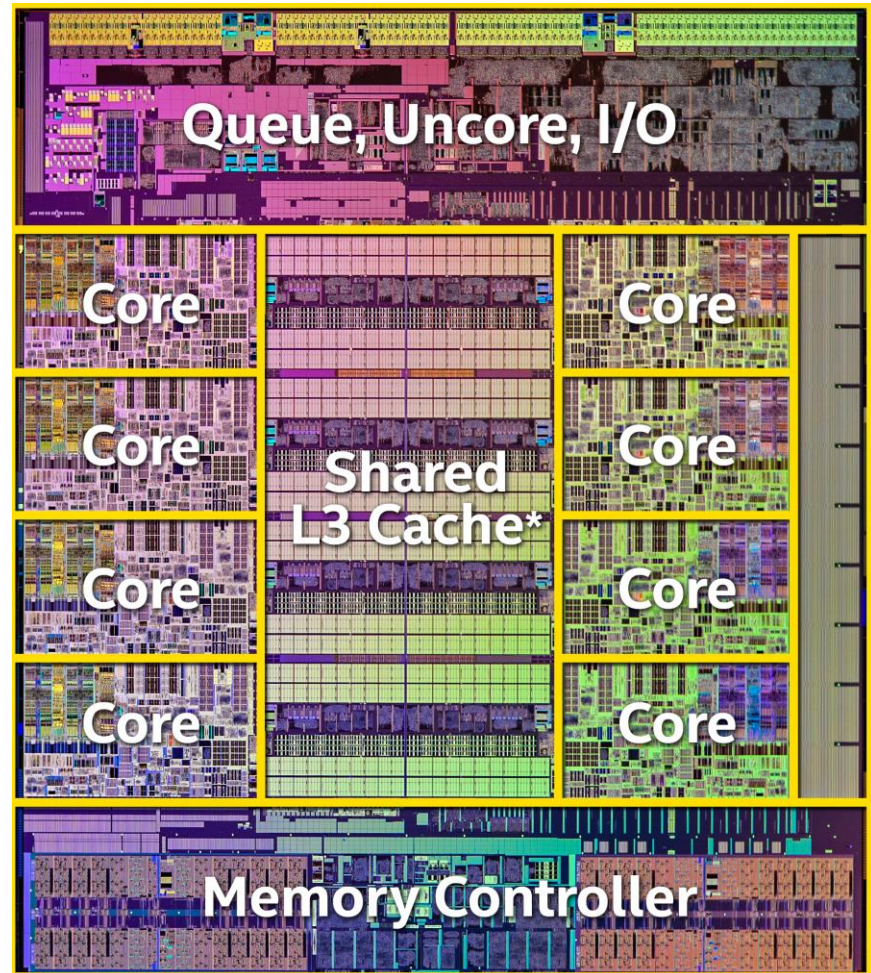 Queue, Uncore, I/O
Core
Core
Core
Core
Shared
L3 Cache*
Core
Core
Core
Core
Memory Controller